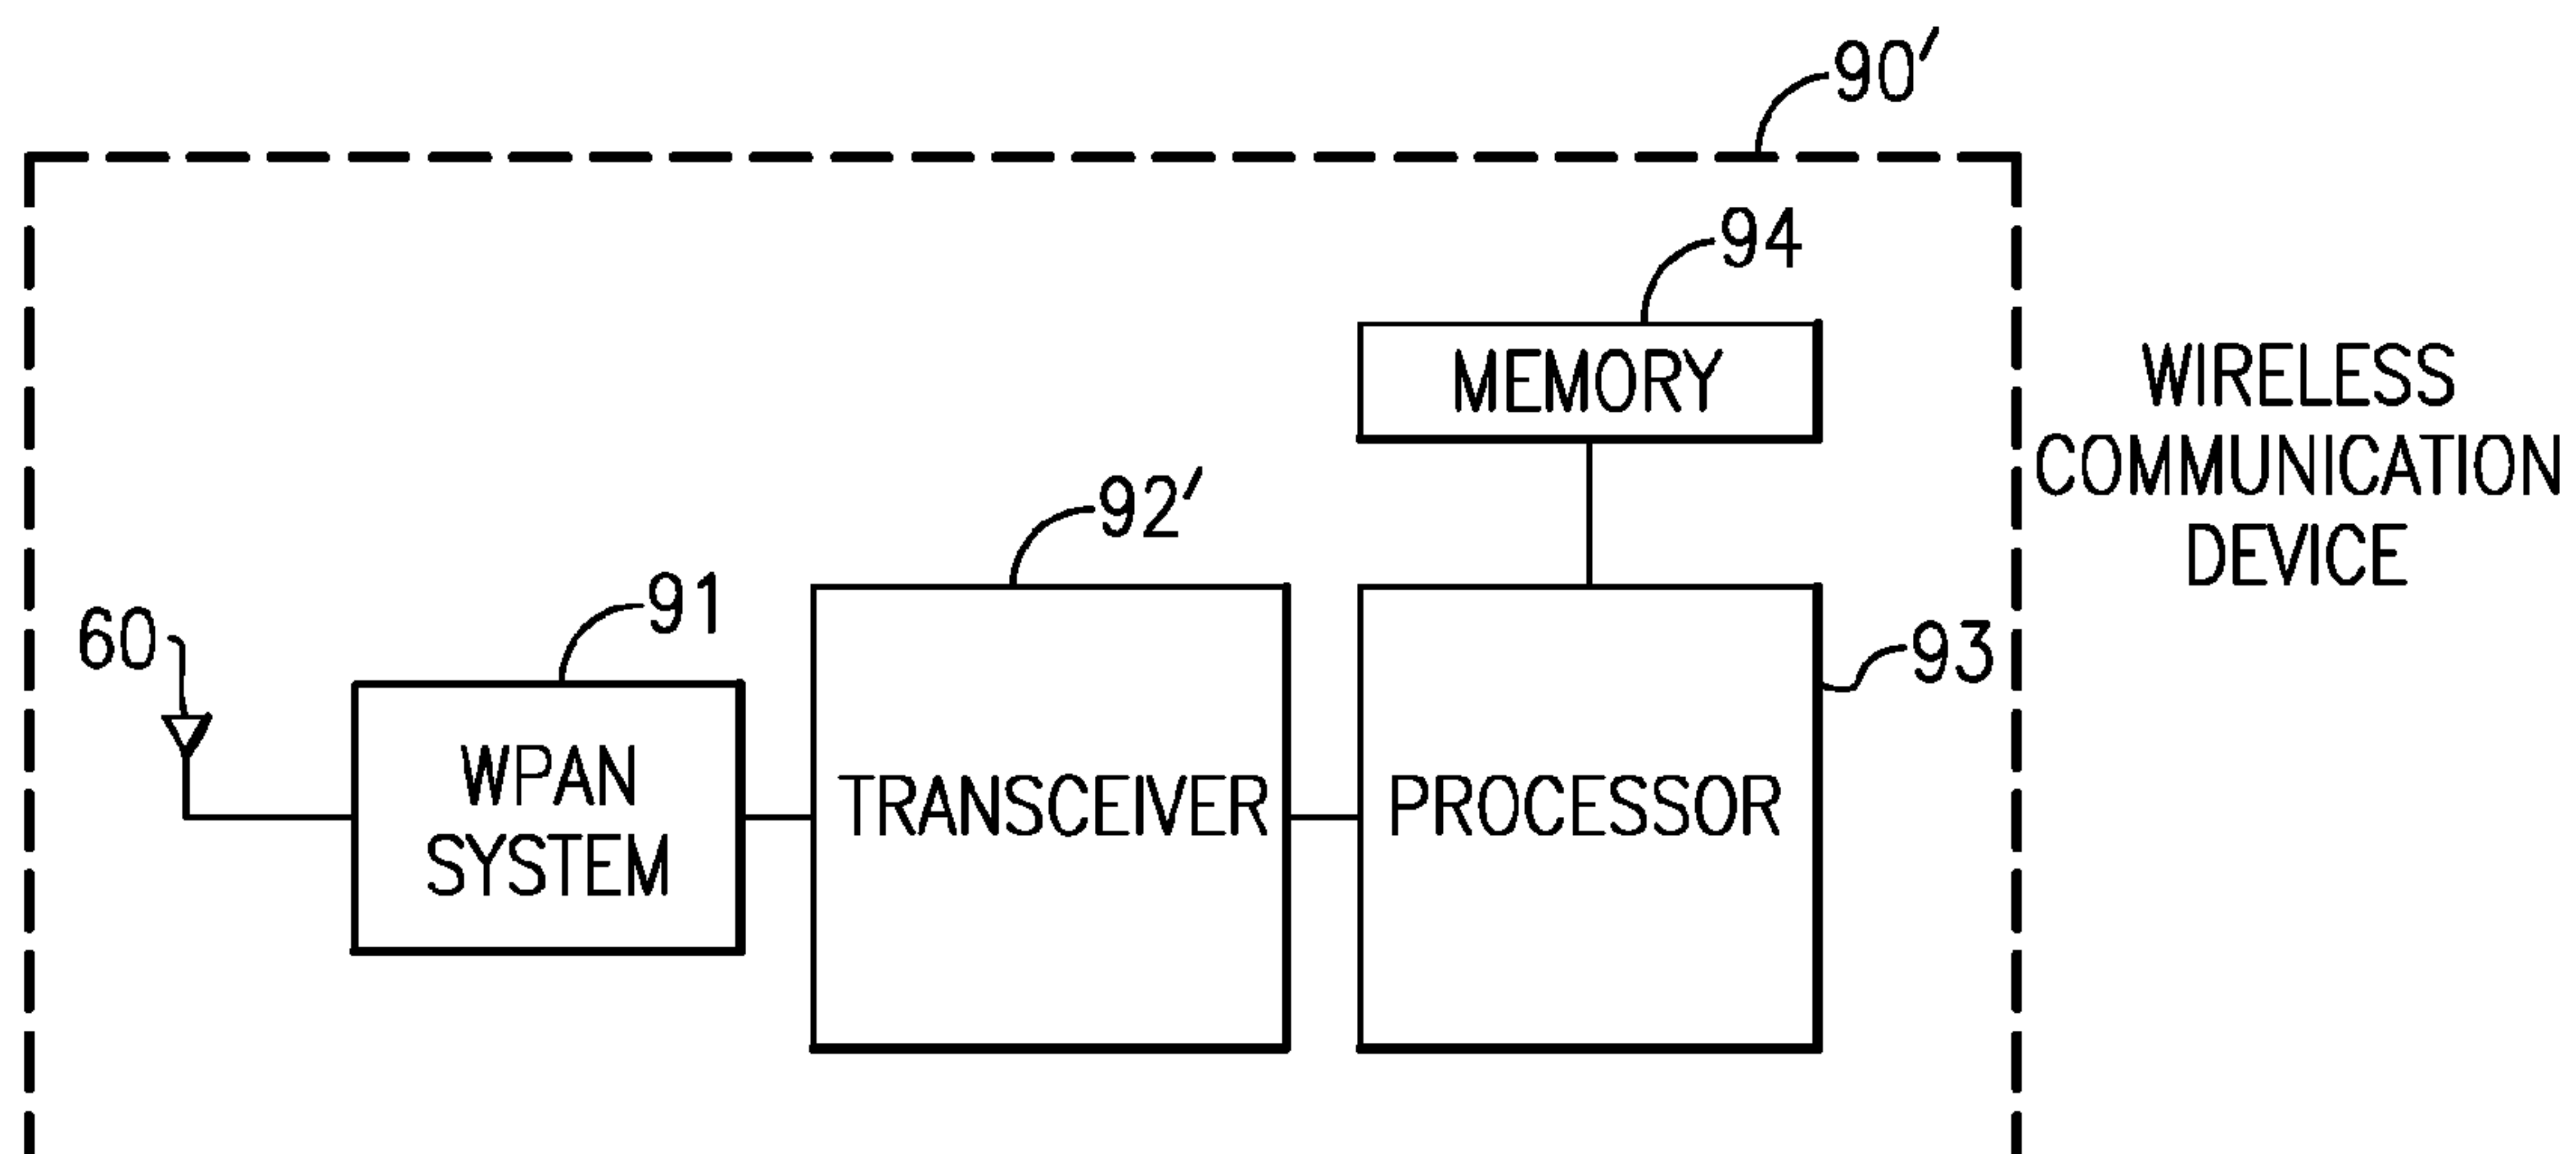 90′
94
MEMORY
WIRELESS
COMMUNICATION
DEVICE
92′
91
60
93
WPAN
SYSTEM
TRANSCEIVER
PROCESSOR